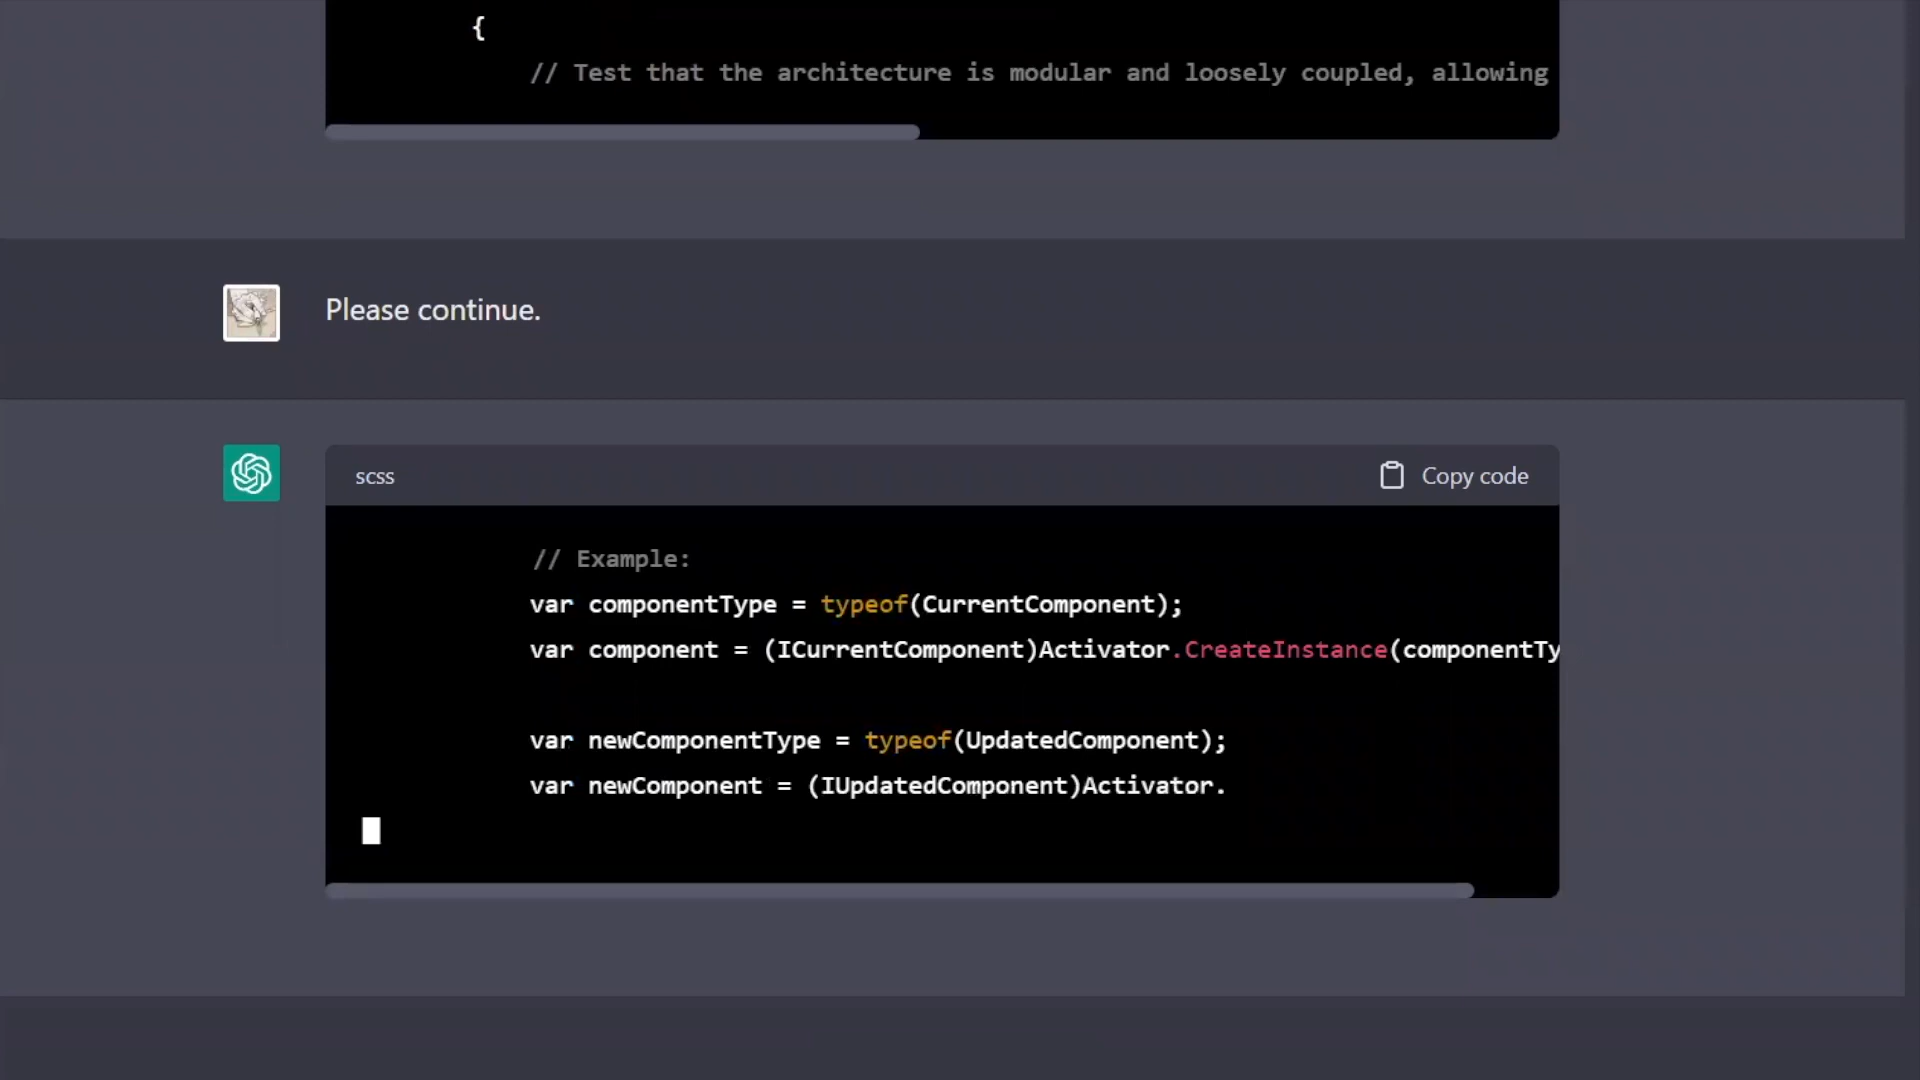 {
// Test that the architecture is modular and loosely coupled, allowing
Please continue.
scss
Copy code
// Example:
var componentType = typeof(CurrentComponent);
var component = (ICurrentComponent)Activator.CreateInstance(componentTy
var newComponentType = typeof(UpdatedComponent);
var newComponent = (IUpdatedComponent)Activator.